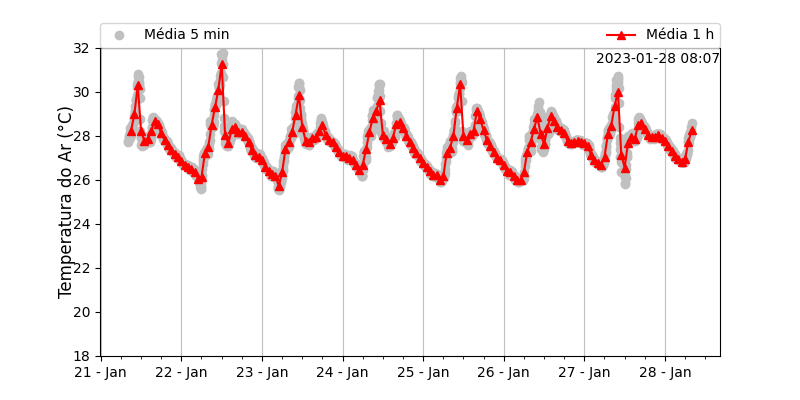 Média 5 min
Média 1 h
2023-01-28 08:07
Temperatura do Ar (°C)
32
30
28
26
24
22
20
18
21 - Jan
22 - Jan
23 - Jan
24 - Jan
25 - Jan
26 - Jan
27 - Jan
28 - Jan